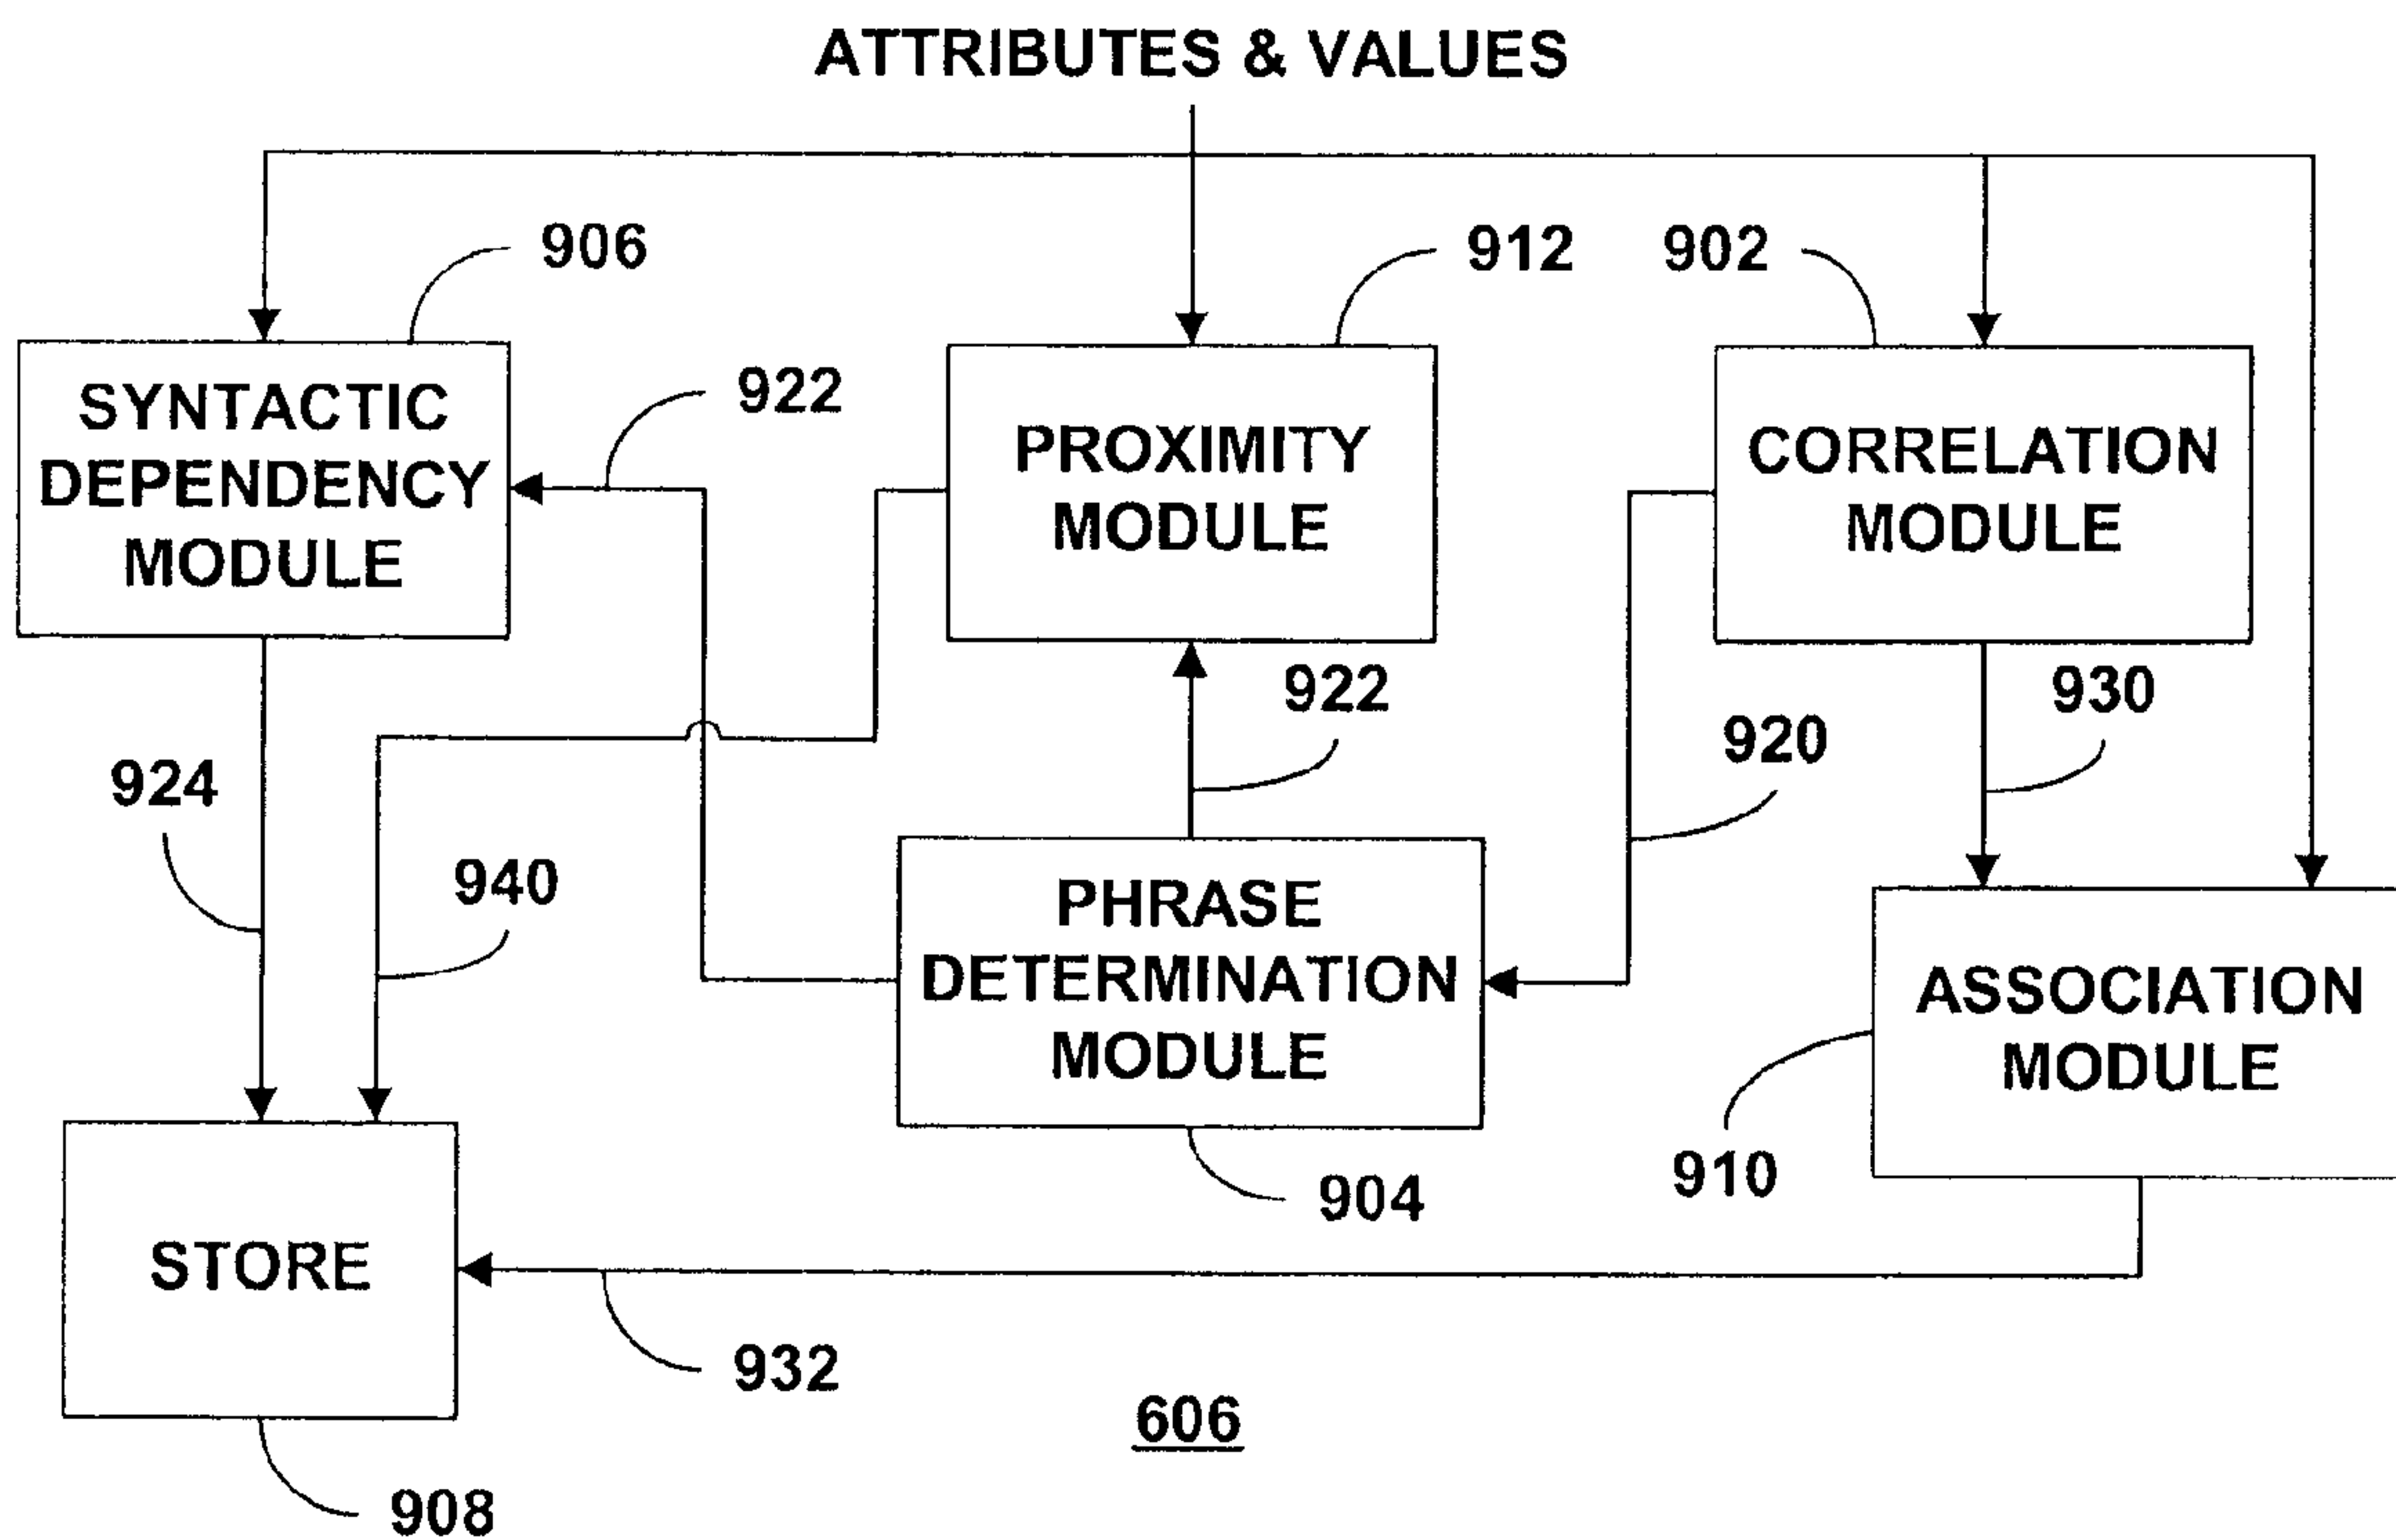 ATTRIBUTES & VALUES
906
912
902
922
SYNTACTIC
DEPENDENCY
MODULE
PROXIMITY
MODULE
CORRELATION
MODULE
922
930
920
924
940
PHRASE
DETERMINATION
MODULE
ASSOCIATION
MODULE
910
904
STORE
932
606
908